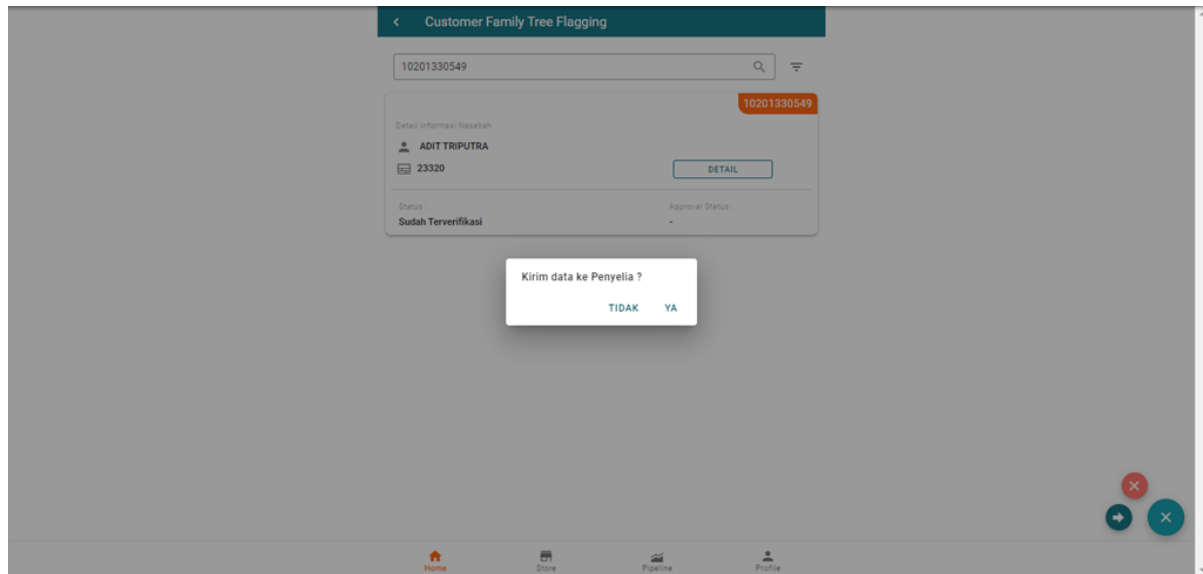 Customer Family Tree Flagging
10201330549
10201330549
Detail Informasi Nasabah
ADIT TRIPUTRA
23320
DETAIL
Status :
Approval Status :
Sudah Terverifikasi
-
Kirim data ke Penyelia ?
TIDAK YA
Home Store Pipeline Profile